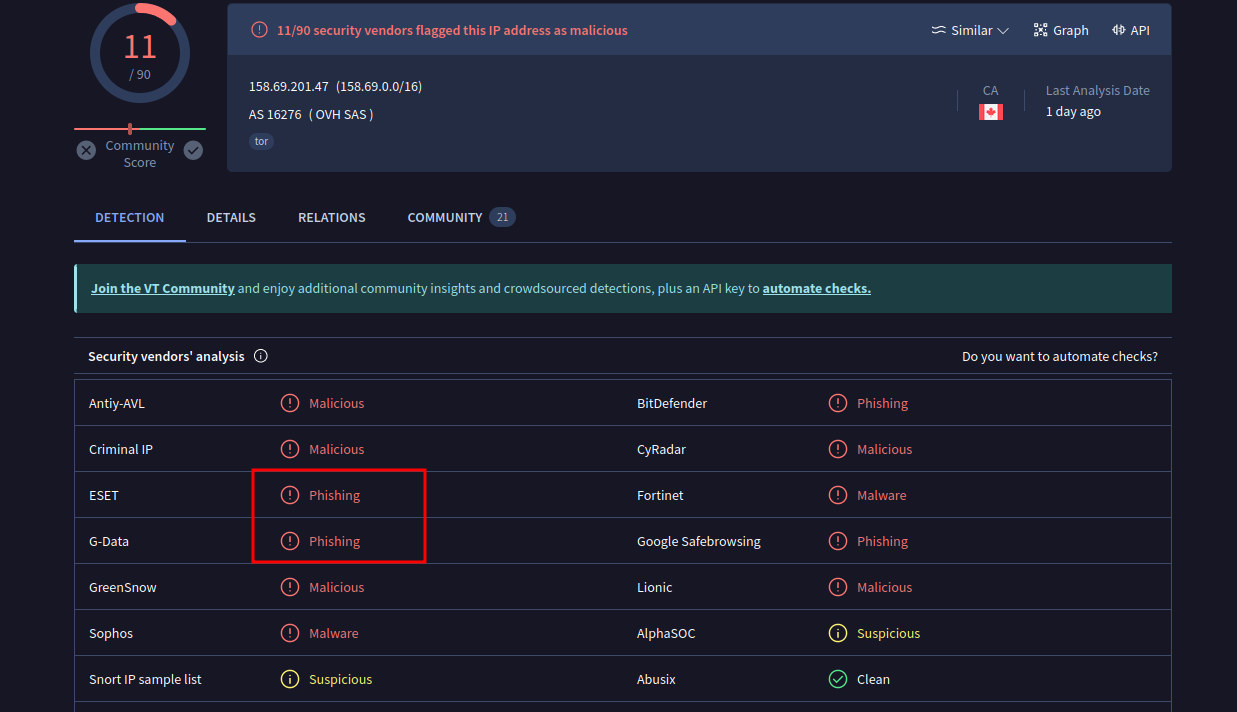 11
/ 90
Community
Score
11/90 security vendors flagged this IP address as malicious
Similar
Graph
API
158.69.201.47 (158.69.0.0/16)
AS 16276 ( OVH SAS )
tor
CA
Last Analysis Date
1 day ago
DETECTION
DETAILS
RELATIONS
COMMUNITY 21
Join the VT Community and enjoy additional community insights and crowdsourced detections, plus an API key to automate checks.
Security vendors' analysis
Do you want to automate checks?
Antiy-AVL Malicious BitDefender Phishing
Criminal IP Malicious CyRadar Malicious
ESET Phishing Fortinet Malware
G-Data Phishing Google Safebrowsing Phishing
GreenSnow Malicious Lionic Malicious
Sophos Malware AlphaSOC Suspicious
Snort IP sample list Suspicious Abusix Clean